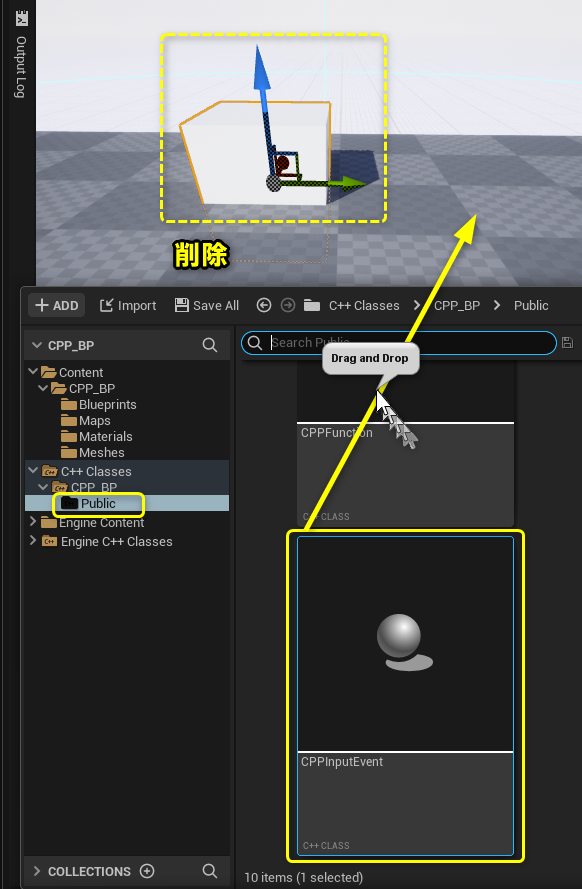 Output Log
削除
ADD
Import
Save All
C++ Classes
CPP_BP
Public
CPP_BP
Search Public
Drag and Drop
Content
CPP_BP
Blueprints
Maps
Materials
Meshes
C++ Classes
CPP_BP
Public
Engine Content
Engine C++ Classes
CPPFunction
C++ CLASS
CPPInputEvent
C++ CLASS
COLLECTIONS
10 items (1 selected)